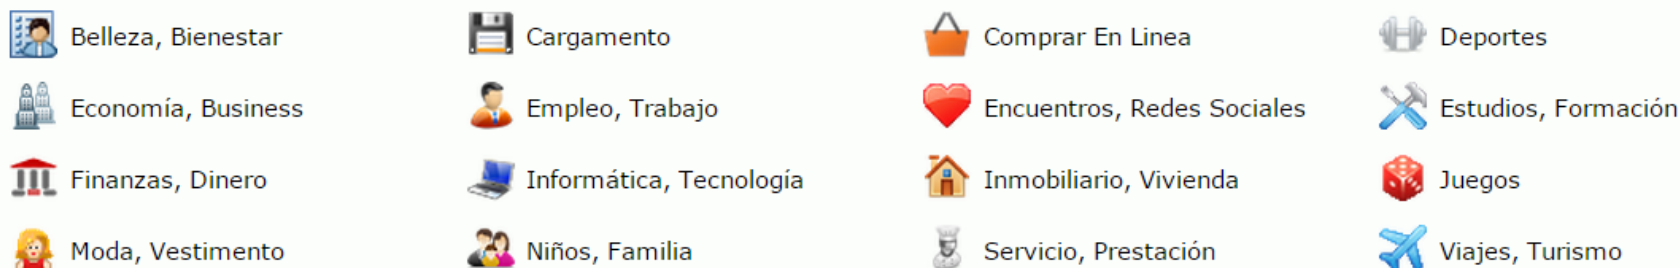 Belleza, Bienestar
Cargamento
Comprar En Linea
Deportes
Economía, Business
Empleo, Trabajo
Encuentros, Redes Sociales
Estudios, Formación
Finanzas, Dinero
Informática, Tecnología
Inmobiliario, Vivienda
Juegos
Moda, Vestimento
Niños, Familia
Servicio, Prestación
Viajes, Turismo